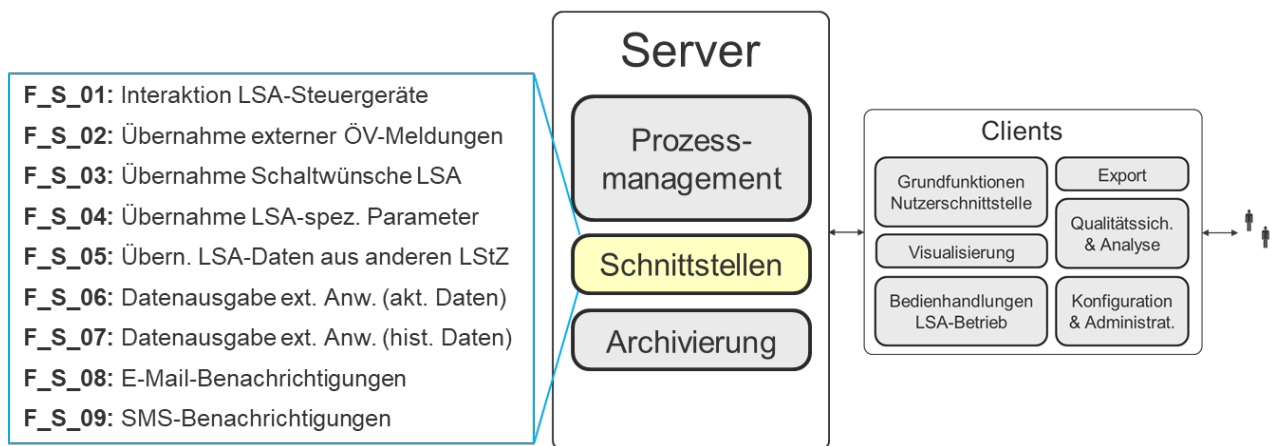 F_S_01: Interaktion LSA-Steuergeräte
F_S_02: Übernahme externer ÖV-Meldungen
F_S_03: Übernahme Schaltwünsche LSA
F_S_04: Übernahme LSA-spez. Parameter
F_S_05: Übern. LSA-Daten aus anderen LStZ
F_S_06: Datenausgabe ext. Anw. (akt. Daten)
F_S_07: Datenausgabe ext. Anw. (hist. Daten)
F_S_08: E-Mail-Benachrichtigungen
F_S_09: SMS-Benachrichtigungen
Server
Prozess-
management
Schnittstellen
Archivierung
Clients
Grundfunktionen
Nutzerschnittstelle
Visualisierung
Bedienhandlungen
LSA-Betrieb
Export
Qualitätssich.
& Analyse
Konfiguration
& Administrat.